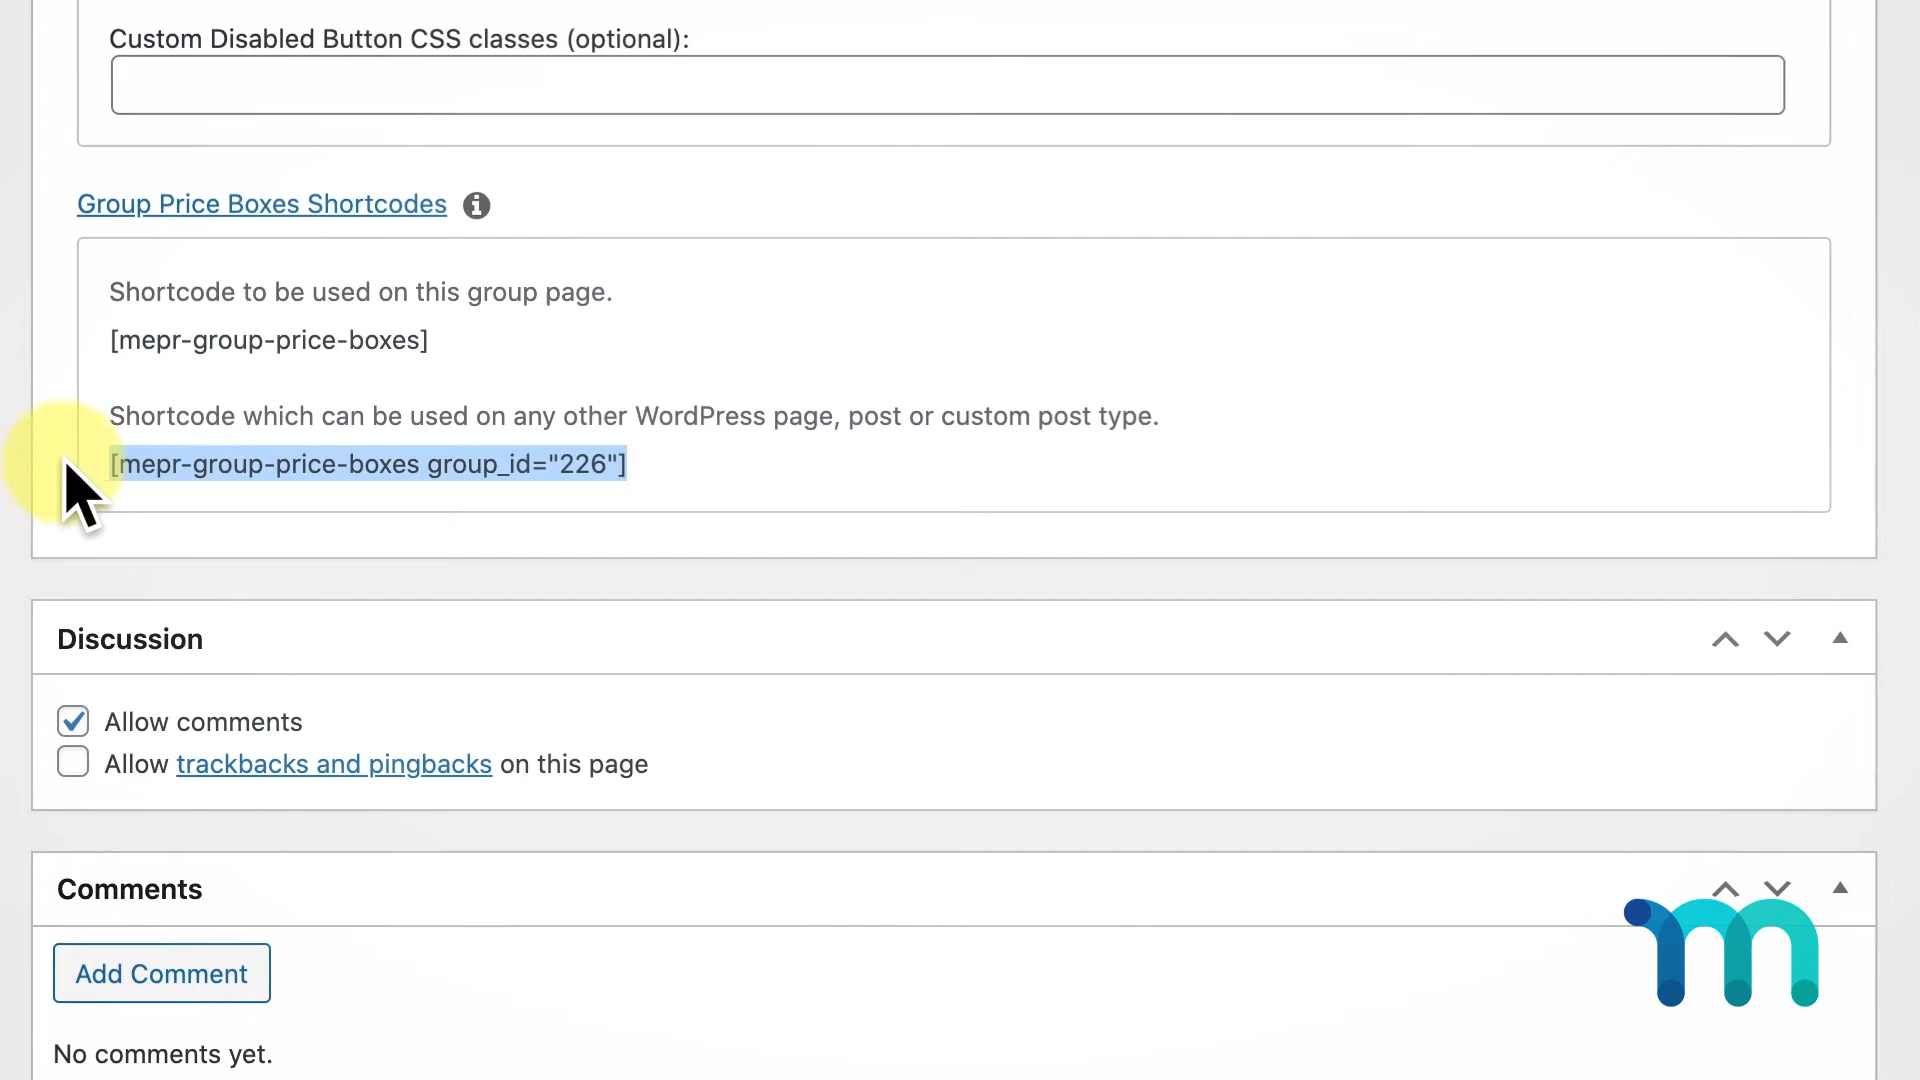 Custom Disabled Button CSS classes (optional):
Group Price Boxes Shortcodes
Shortcode to be used on this group page.
[mepr-group-price-boxes]
Shortcode which can be used on any other WordPress page, post or custom post type.
[mepr-group-price-boxes group_id="226"]
Discussion
Allow comments
Allow trackbacks and pingbacks on this page
Comments
Add Comment
No comments yet.